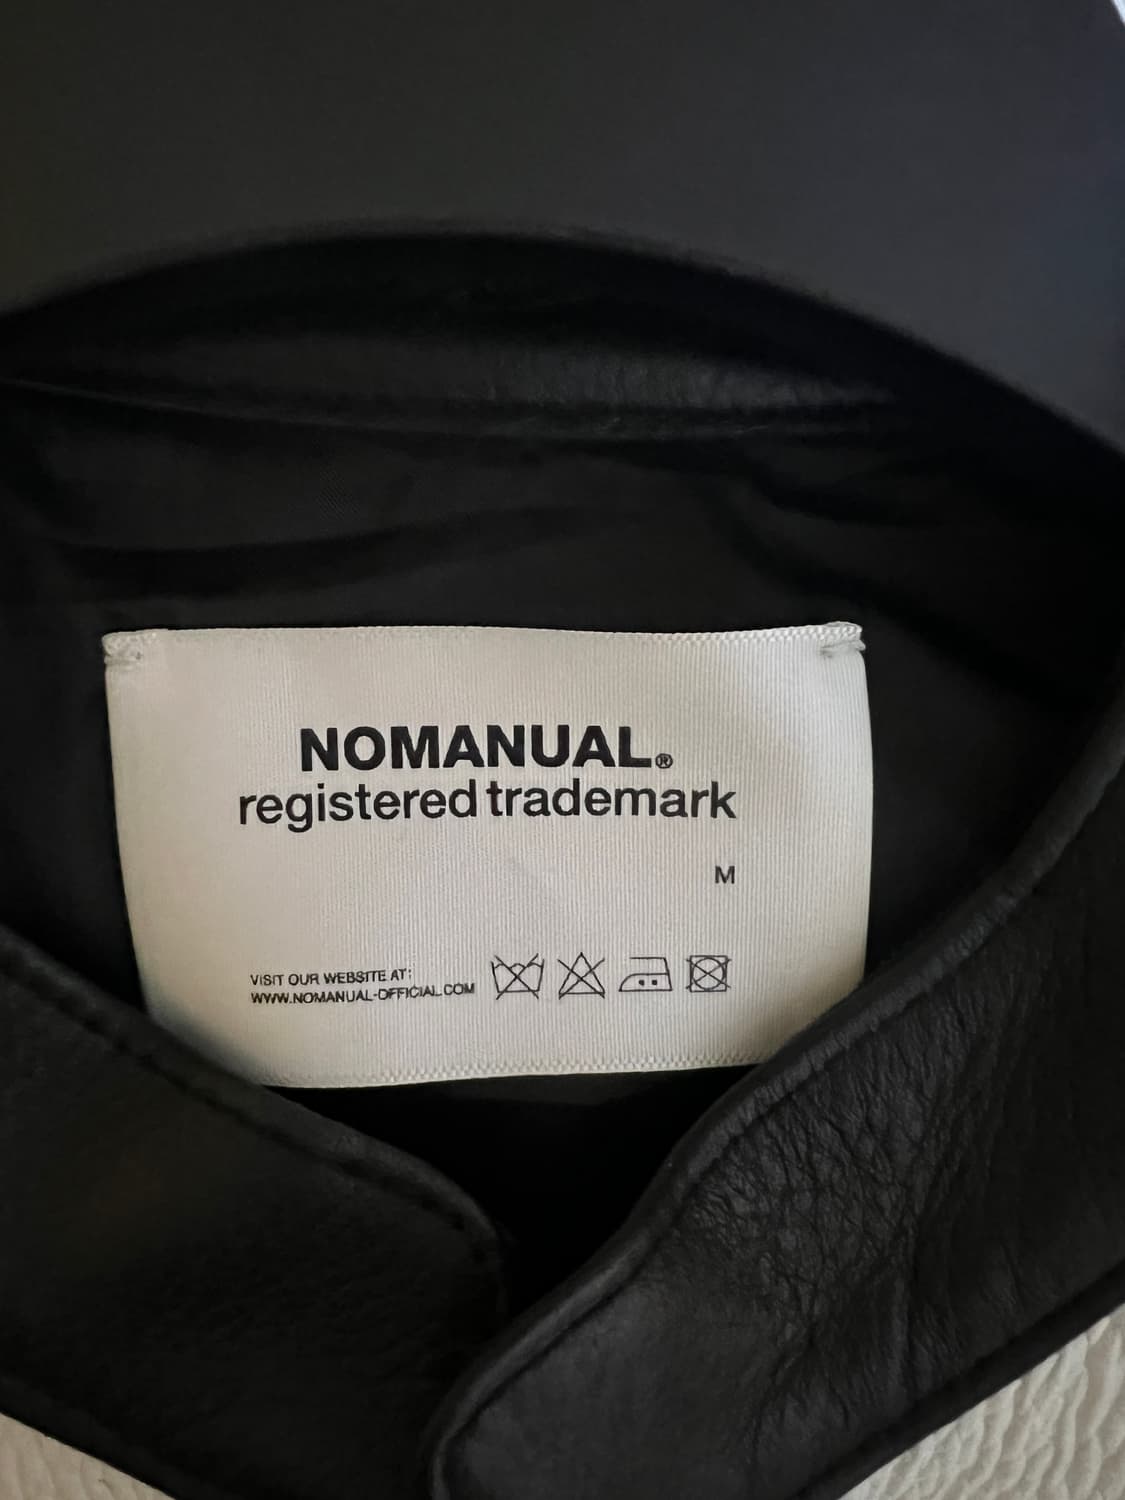 NOMANUAL®
registered trademark
M
VISIT OUR WEBSITE AT:
WWW.NOMANUAL-OFFICIAL.COM